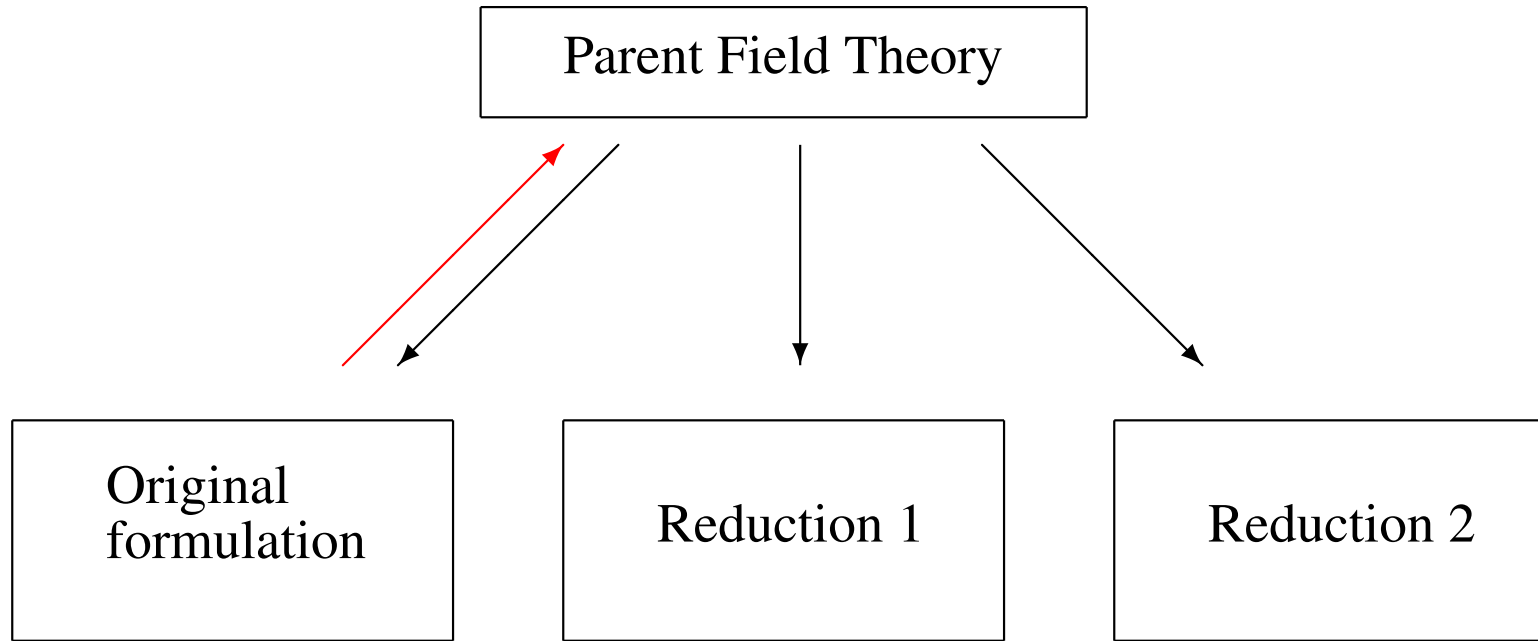 Parent Field Theory
Original
formulation
Reduction 1
Reduction 2